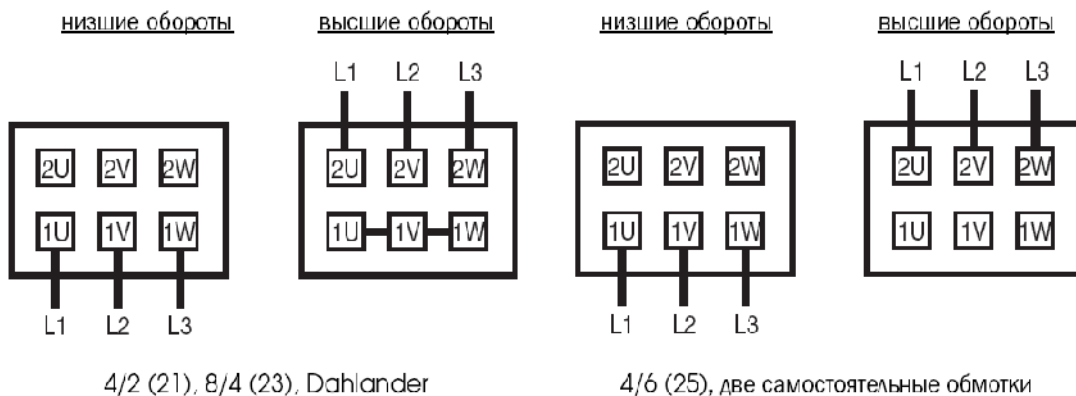 низшие обороты высшие обороты низшие обороты высшие обороты
L1 L2 L3 L1 L2 L3
2U 2V 2W 2U 2V 2W 2U 2V 2W 2U 2V 2W
1U 1V 1W 1U 1V 1W 1U 1V 1W 1U 1V 1W
L1 L2 L3 L1 L2 L3
4/2 (21), 8/4 (23), Dahlander 4/6 (25), две самостоятельные обмотки